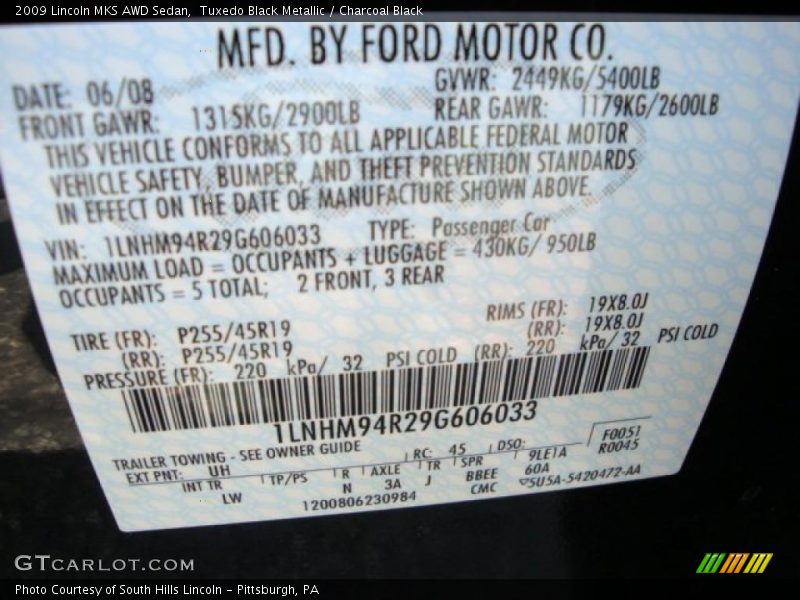 2009 Lincoln MKS AWD Sedan,  Tuxedo Black Metallic / Charcoal Black
MFD. BY FORD MOTOR CO.
DATE: 06/08 GVWR: 2449KG/5400LB
FRONT GAWR: 1315KG/2900LB REAR GAWR: 1179KG/2600LB
THIS VEHICLE CONFORMS TO ALL APPLICABLE FEDERAL MOTOR
VEHICLE SAFETY, BUMPER, AND THEFT PREVENTION STANDARDS
IN EFFECT ON THE DATE OF MANUFACTURE SHOWN ABOVE.
VIN: 1LNHM94R29G606033 TYPE: Passenger Car
MAXIMUM LOAD = OCCUPANTS + LUGGAGE = 430KG/ 950LB
OCCUPANTS = 5 TOTAL; 2 FRONT, 3 REAR
TIRE (FR): P255/45R19 RIMS (FR): 19X8.0J
(RR): P255/45R19 (RR): 19X8.0J
PRESSURE (FR): 220 kPa/ 32 PSI COLD (RR): 220 kPa/ 32 PSI COLD
1LNHM94R29G606033
TRAILER TOWING - SEE OWNER GUIDE RC: 45 DSO: F0051
EXT PNT: UH 9LE1A R0045
INT TR TP/PS R AXLE TR SPR 60A
LW N 3A J BBEE 5U5A-5420472-AA
1200806230984 CMC
GTCARLOT.COM
Photo Courtesy of South Hills Lincoln - Pittsburgh, PA